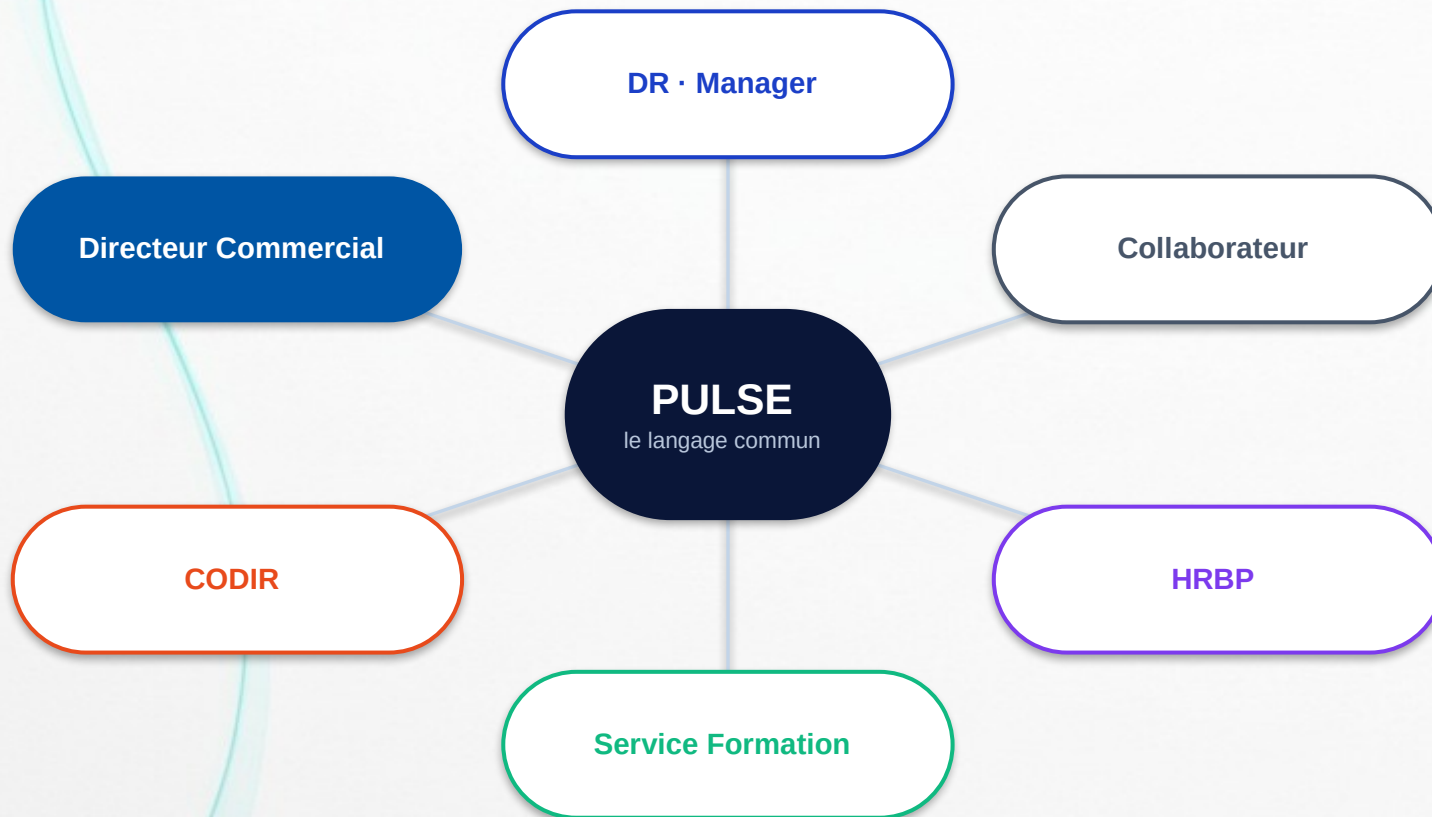 DR · Manager
Directeur Commercial
Collaborateur
PULSE
le langage commun
CODIR
HRBP
Service Formation